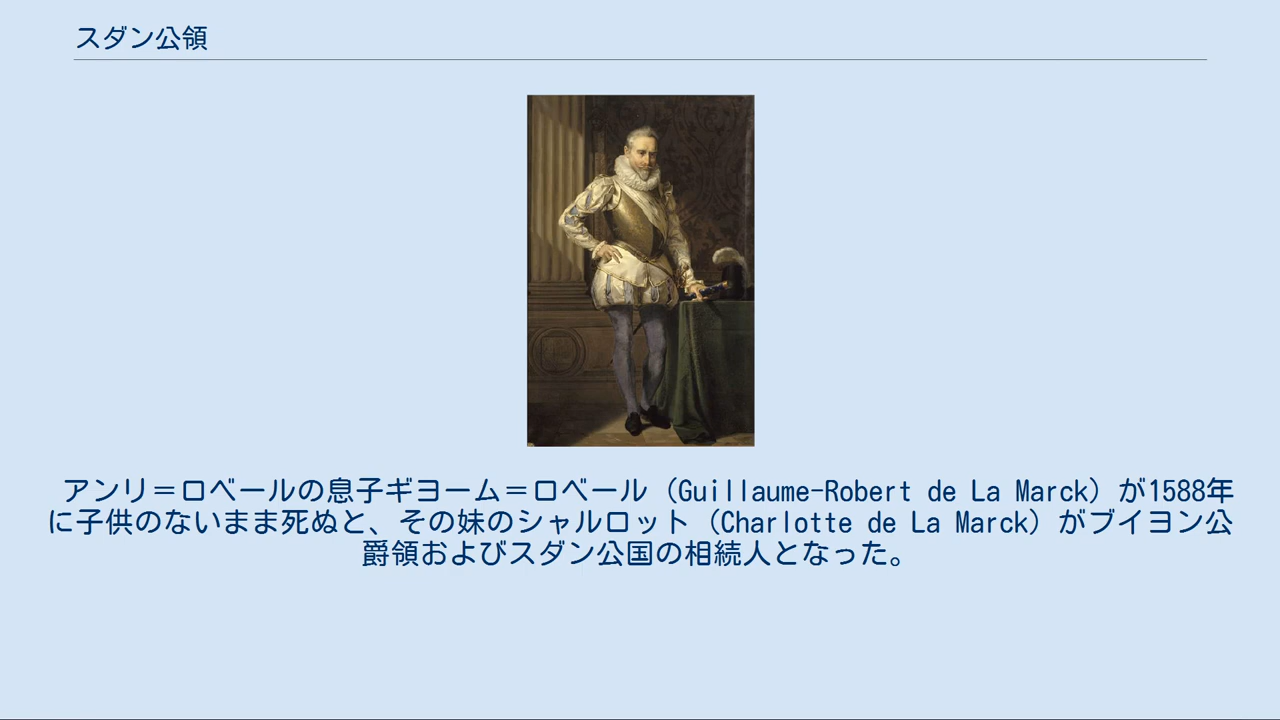 スダン公領
アンリ＝ロベールの息子ギヨーム＝ロベール（Guillaume-Robert de La Marck）が1588年
に子供のないまま死ぬと、その妹のシャルロット（Charlotte de La Marck）がブイヨン公
爵領およびスダン公国の相続人となった。